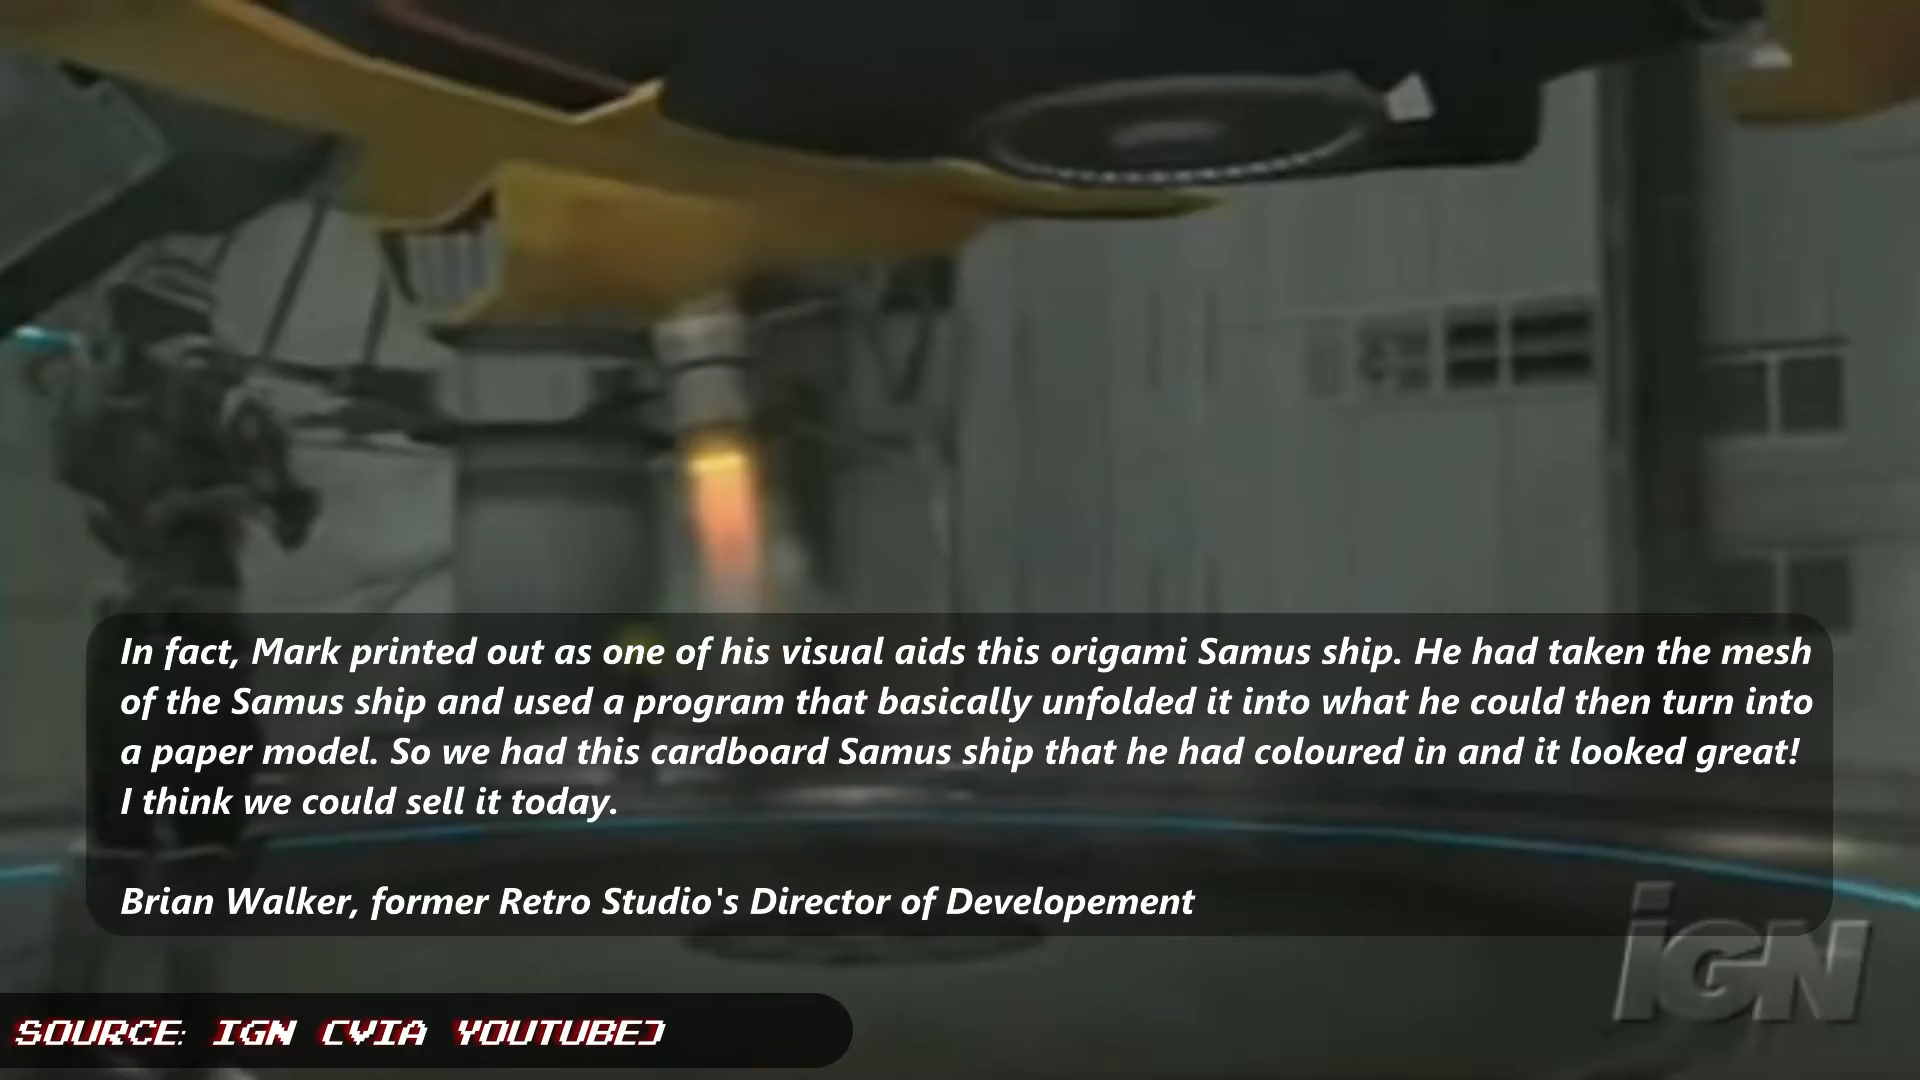 In fact, Mark printed out as one of his visual aids this origami Samus ship. He had taken the mesh
of the Samus ship and used a program that basically unfolded it into what he could then turn into
a paper model. So we had this cardboard Samus ship that he had coloured in and it looked great!
I think we could sell it today.
Brian Walker, former Retro Studio's Director of Developement
iGN
SOURCE: IGN (VIA YOUTUBE)